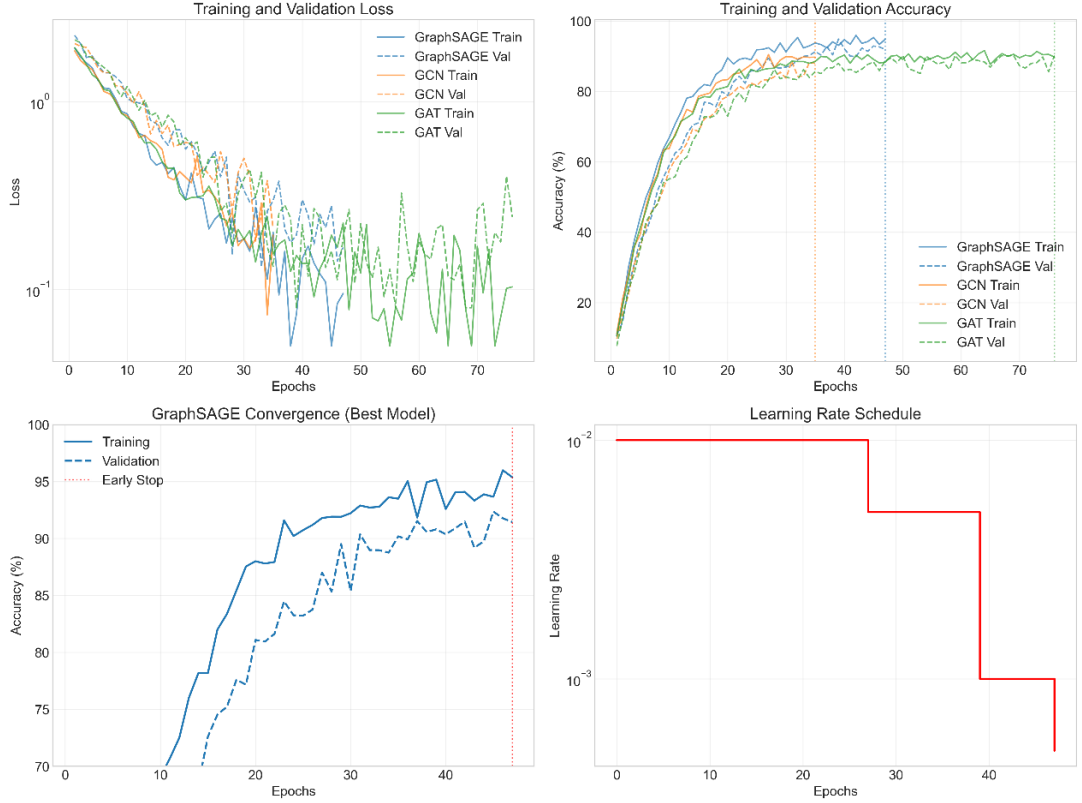 Training and Validation Loss
GraphSAGE Train
GraphSAGE Val
GCN Train
GCN Val
GAT Train
GAT Val
10⁰
10⁻¹
Loss
0 10 20 30 40 50 60 70
Epochs
Training and Validation Accuracy
100
80
60
40
20
Accuracy (%)
GraphSAGE Train
GraphSAGE Val
GCN Train
GCN Val
GAT Train
GAT Val
0 10 20 30 40 50 60 70
Epochs
GraphSAGE Convergence (Best Model)
Training
Validation
Early Stop
100
95
90
85
80
75
70
Accuracy (%)
0 10 20 30 40
Epochs
Learning Rate Schedule
10⁻²
10⁻³
Learning Rate
0 10 20 30 40
Epochs